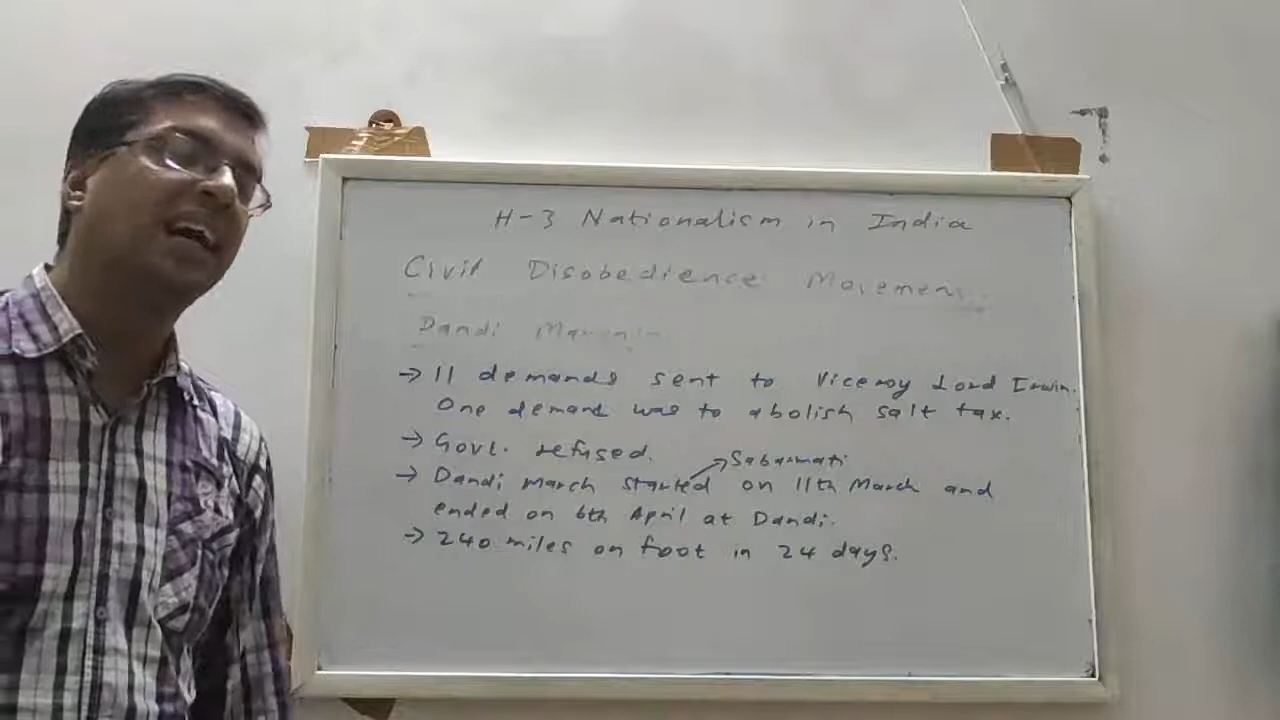 H-3 Nationalism in India
Civil Disobedience Movement
Dandi
→ 11 demands sent to Viceroy Lord Irwin.
One demand was to abolish salt tax.
→ Govt. refused.
→ Sabarmati
→ Dandi march started on 11th March and
ended on 6th April at Dandi.
→ 240 miles on foot in 24 days.